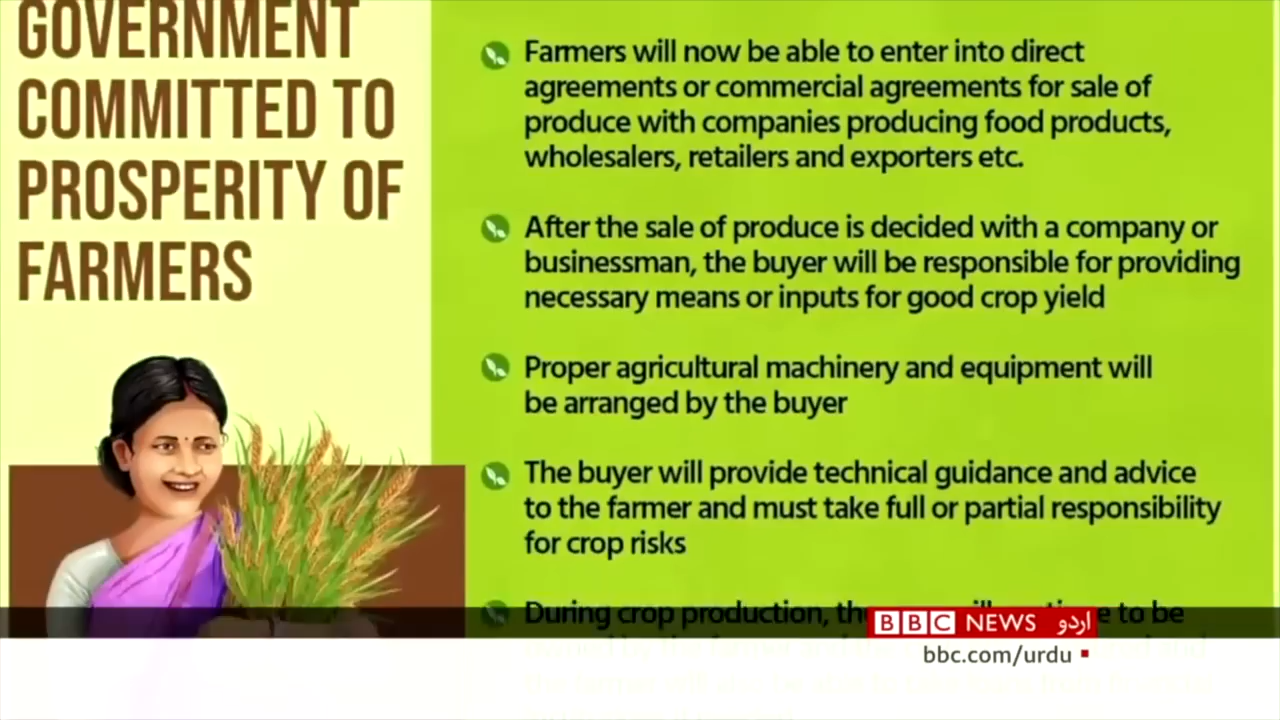 GOVERNMENT
COMMITTED TO
PROSPERITY OF
FARMERS
Farmers will now be able to enter into direct
agreements or commercial agreements for sale of
produce with companies producing food products,
wholesalers, retailers and exporters etc.
After the sale of produce is decided with a company or
businessman, the buyer will be responsible for providing
necessary means or inputs for good crop yield
Proper agricultural machinery and equipment will
be arranged by the buyer
The buyer will provide technical guidance and advice
to the farmer and must take full or partial responsibility
for crop risks
During crop production, to be
BBC NEWS اردو
bbc.com/urdu